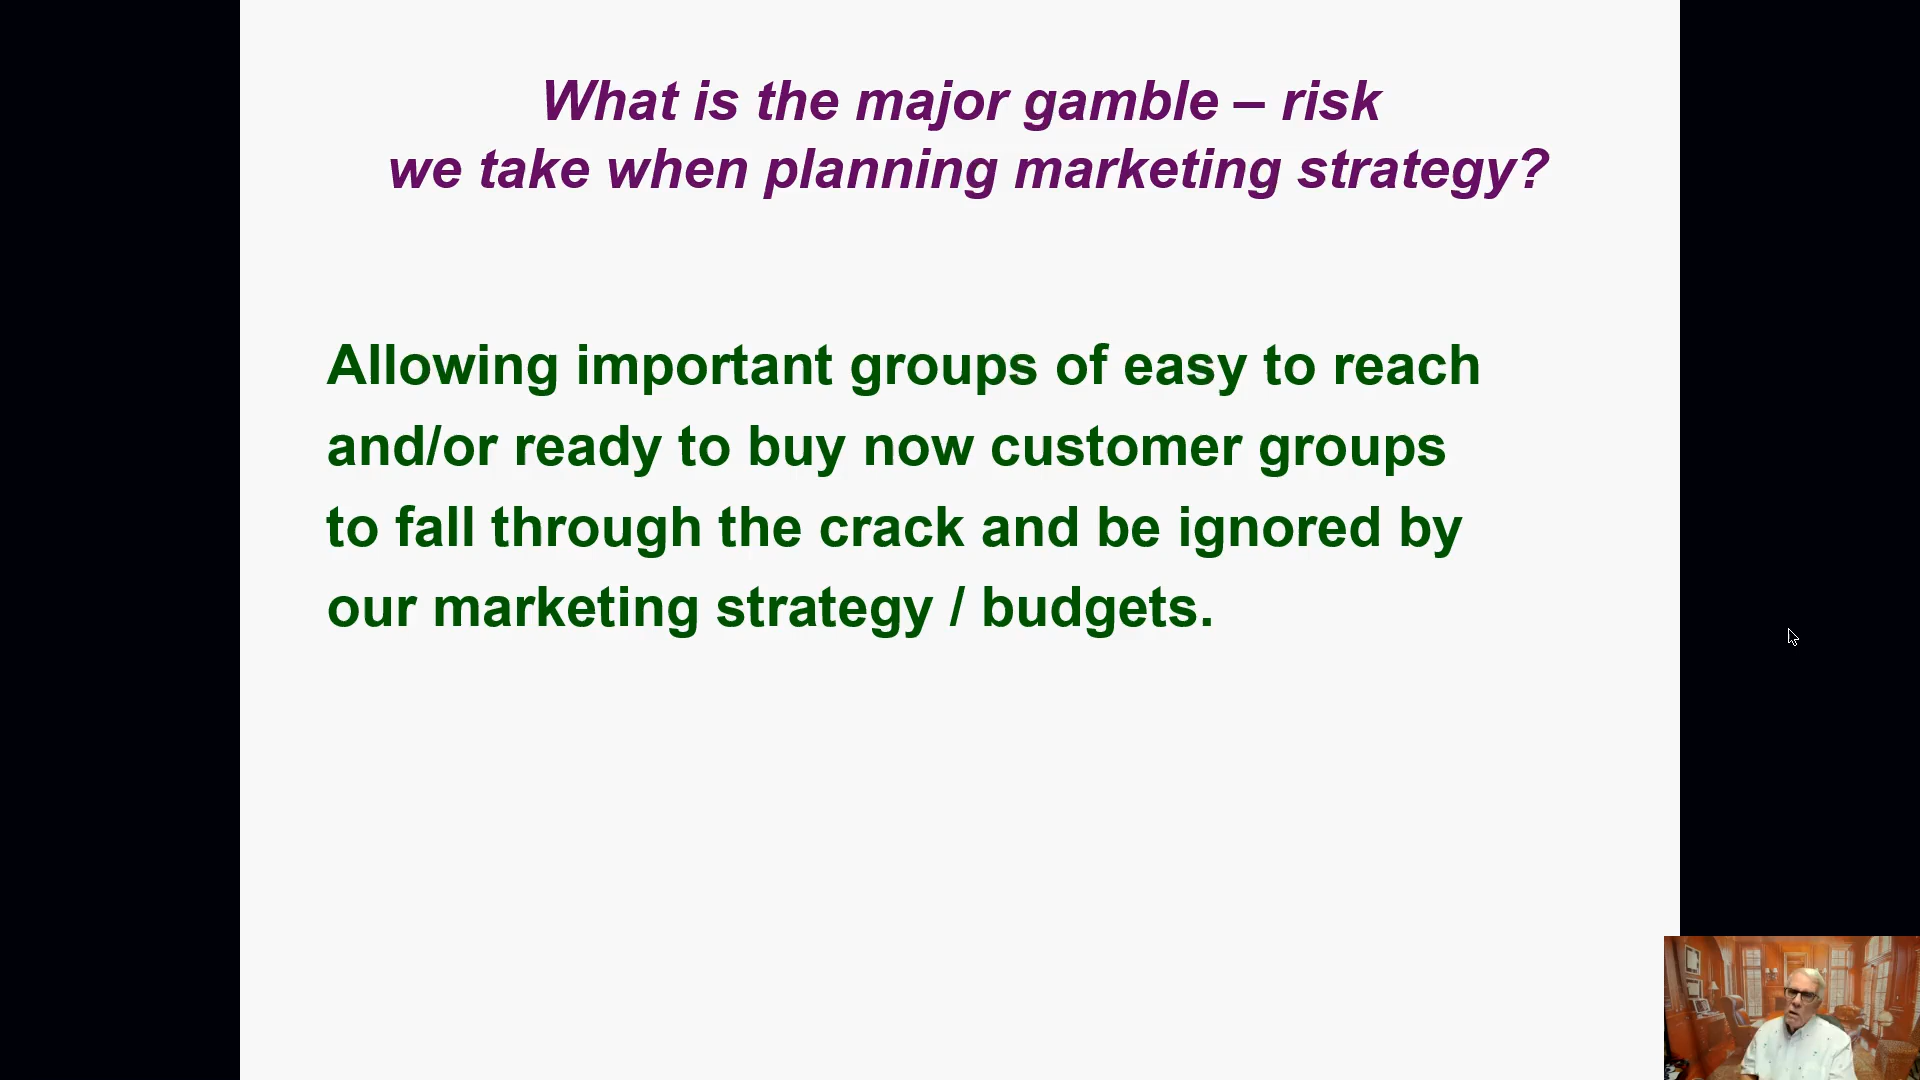 What is the major gamble – risk
we take when planning marketing strategy?
Allowing important groups of easy to reach
and/or ready to buy now customer groups
to fall through the crack and be ignored by
our marketing strategy / budgets.